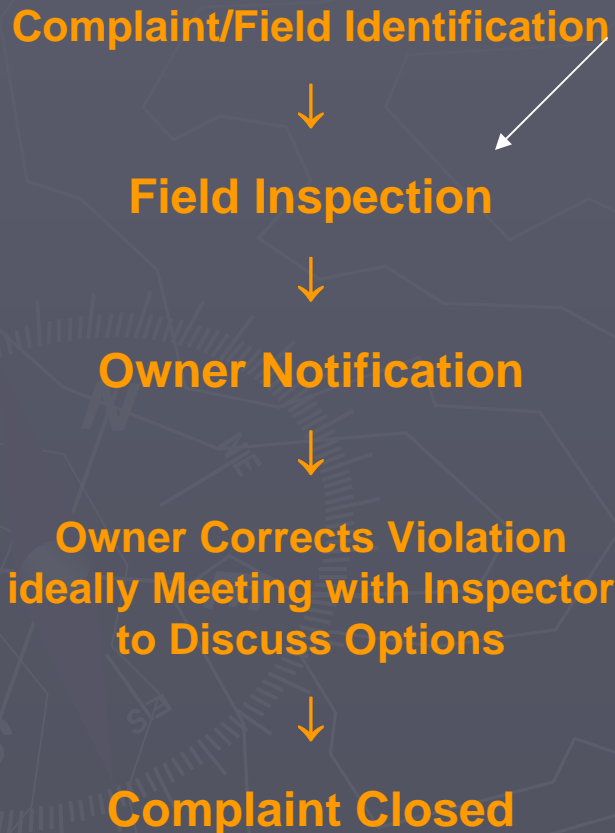 Complaint/Field Identification
↓
Field Inspection
↓
Owner Notification
↓
Owner Corrects Violation
ideally Meeting with Inspector
to Discuss Options
↓
Complaint Closed
N
NE